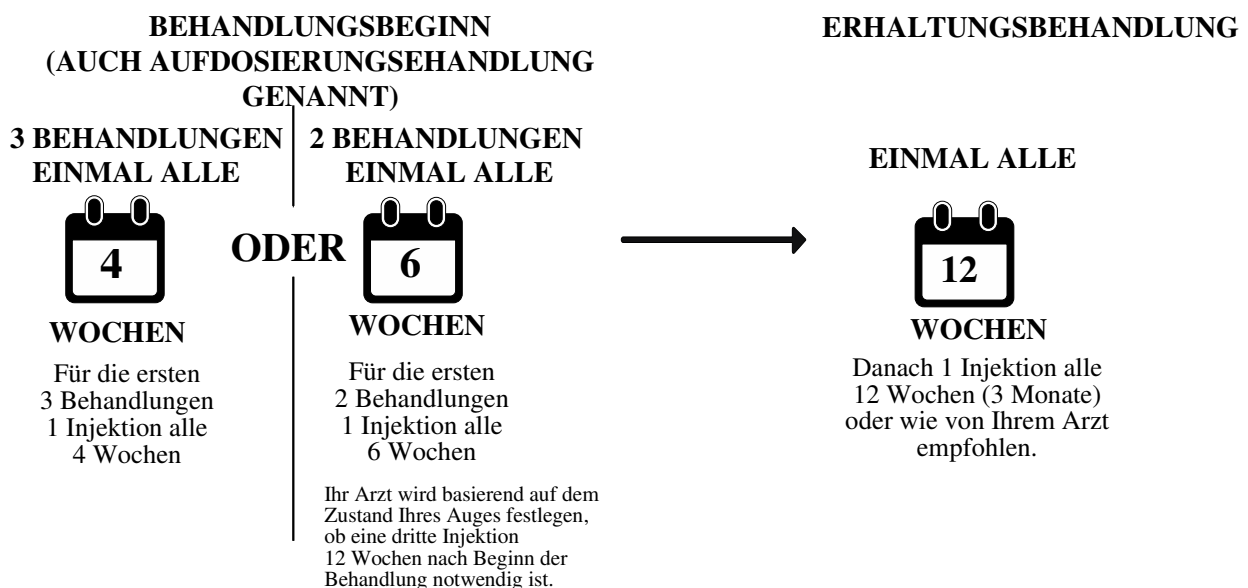 BEHANDLUNGSBEGINN
(AUCH AUFDOSIERUNGSEHANDLUNG
GENANNT)
3 BEHANDLUNGEN
EINMAL ALLE
4
WOCHEN
Für die ersten
3 Behandlungen
1 Injektion alle
4 Wochen
ODER
2 BEHANDLUNGEN
EINMAL ALLE
6
WOCHEN
Für die ersten
2 Behandlungen
1 Injektion alle
6 Wochen
Ihr Arzt wird basierend auf dem
Zustand Ihres Auges festlegen,
ob eine dritte Injektion
12 Wochen nach Beginn der
Behandlung notwendig ist.
ERHALTUNGSBEHANDLUNG
EINMAL ALLE
12
WOCHEN
Danach 1 Injektion alle
12 Wochen (3 Monate)
oder wie von Ihrem Arzt
empfohlen.